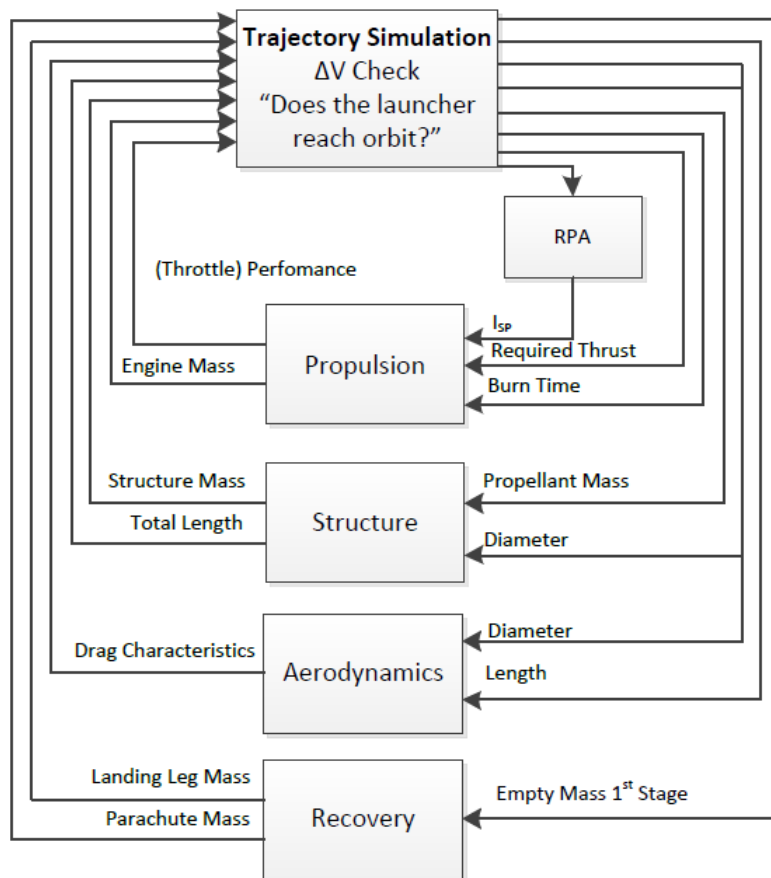 Trajectory Simulation
ΔV Check
“Does the launcher
reach orbit?”
RPA
(Throttle) Perfomance
I_SP
Propulsion
Required Thrust
Engine Mass
Burn Time
Structure Mass
Propellant Mass
Total Length
Structure
Diameter
Diameter
Drag Characteristics
Aerodynamics
Length
Landing Leg Mass
Empty Mass 1st Stage
Parachute Mass
Recovery